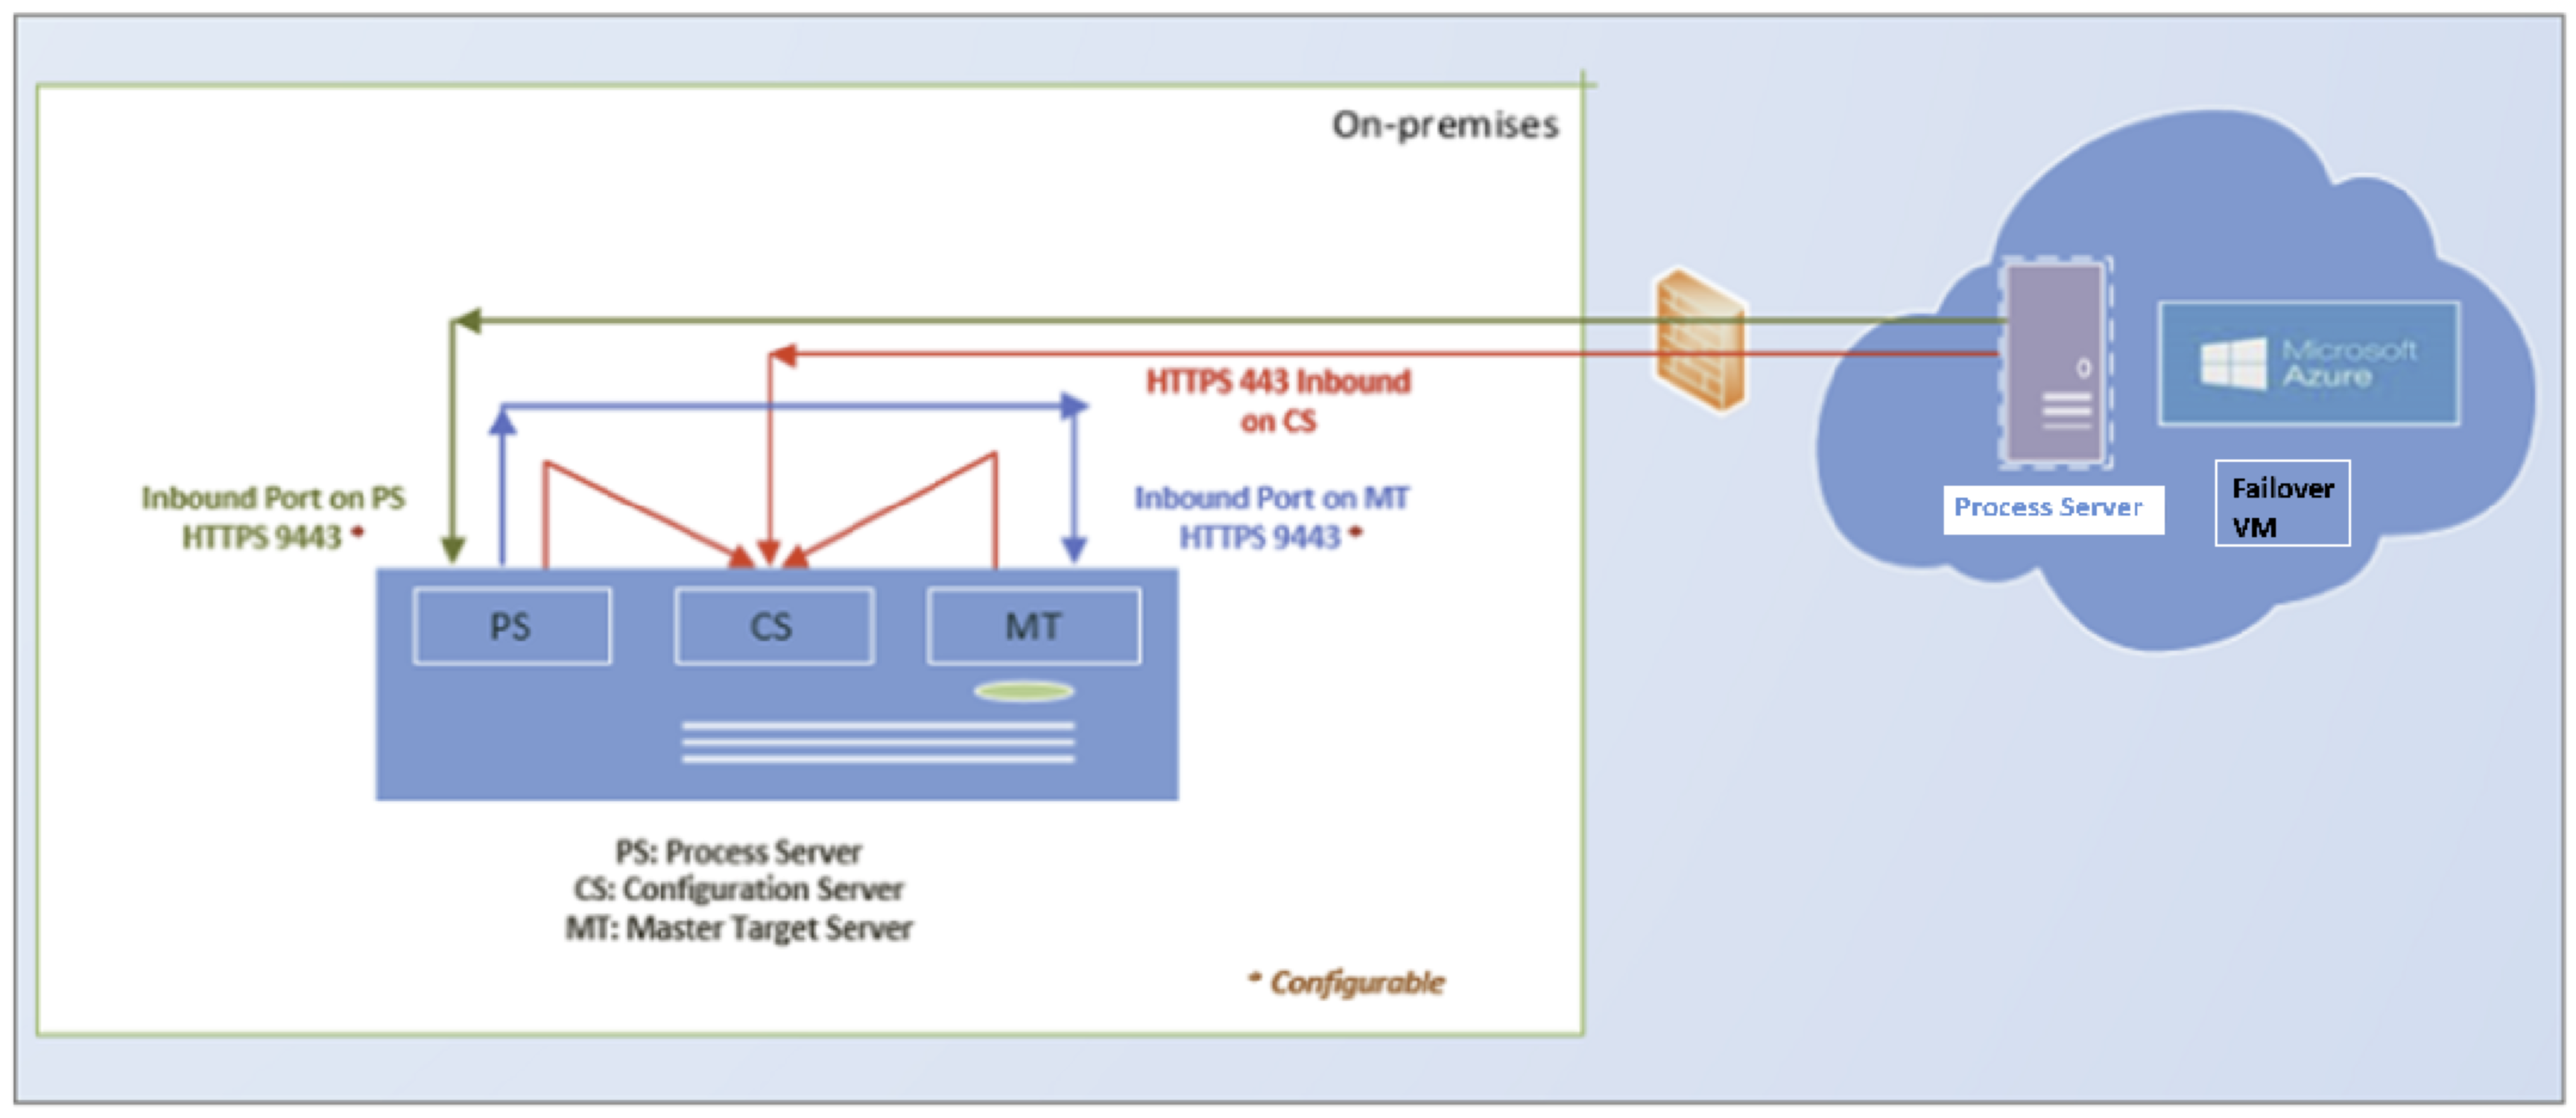 On-premises
HTTPS 443 Inbound
on CS
Inbound Port on PS
HTTPS 9443 *
Inbound Port on MT
HTTPS 9443 *
Microsoft
Azure
Process Server
Failover
VM
PS
CS
MT
PS: Process Server
CS: Configuration Server
MT: Master Target Server
* Configurable